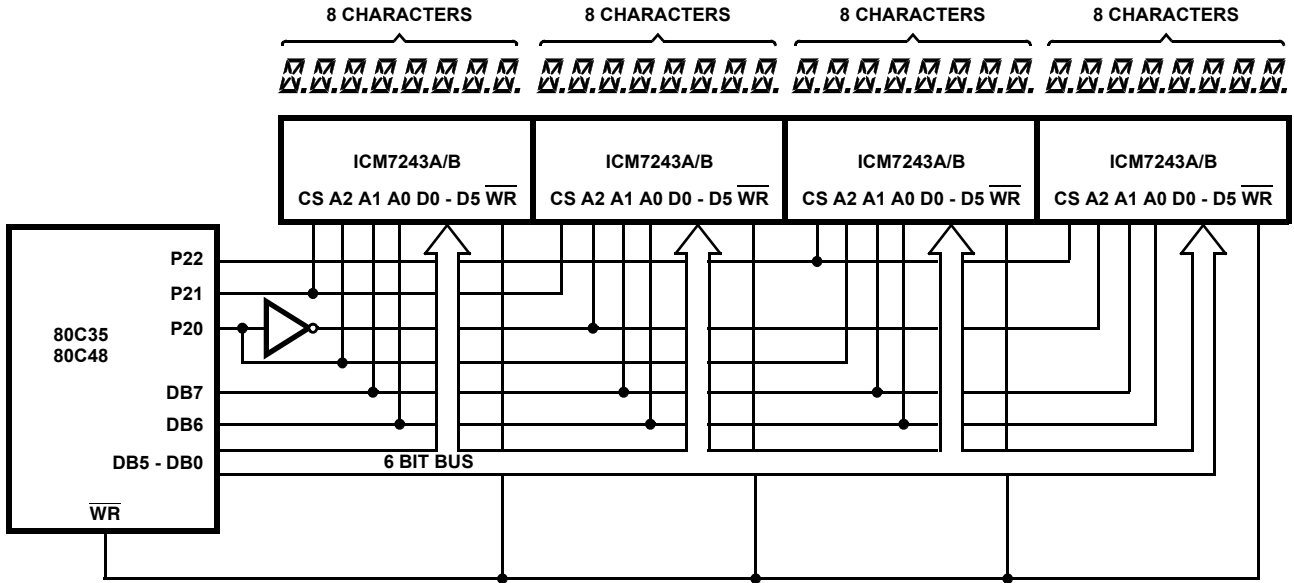 8 CHARACTERS 8 CHARACTERS 8 CHARACTERS 8 CHARACTERS
ICM7243A/B ICM7243A/B ICM7243A/B ICM7243A/B
CS A2 A1 A0 D0 - D5 WR CS A2 A1 A0 D0 - D5 WR CS A2 A1 A0 D0 - D5 WR CS A2 A1 A0 D0 - D5 WR
P22
P21
P20
80C35
80C48
DB7
DB6
DB5 - DB0
6 BIT BUS
WR